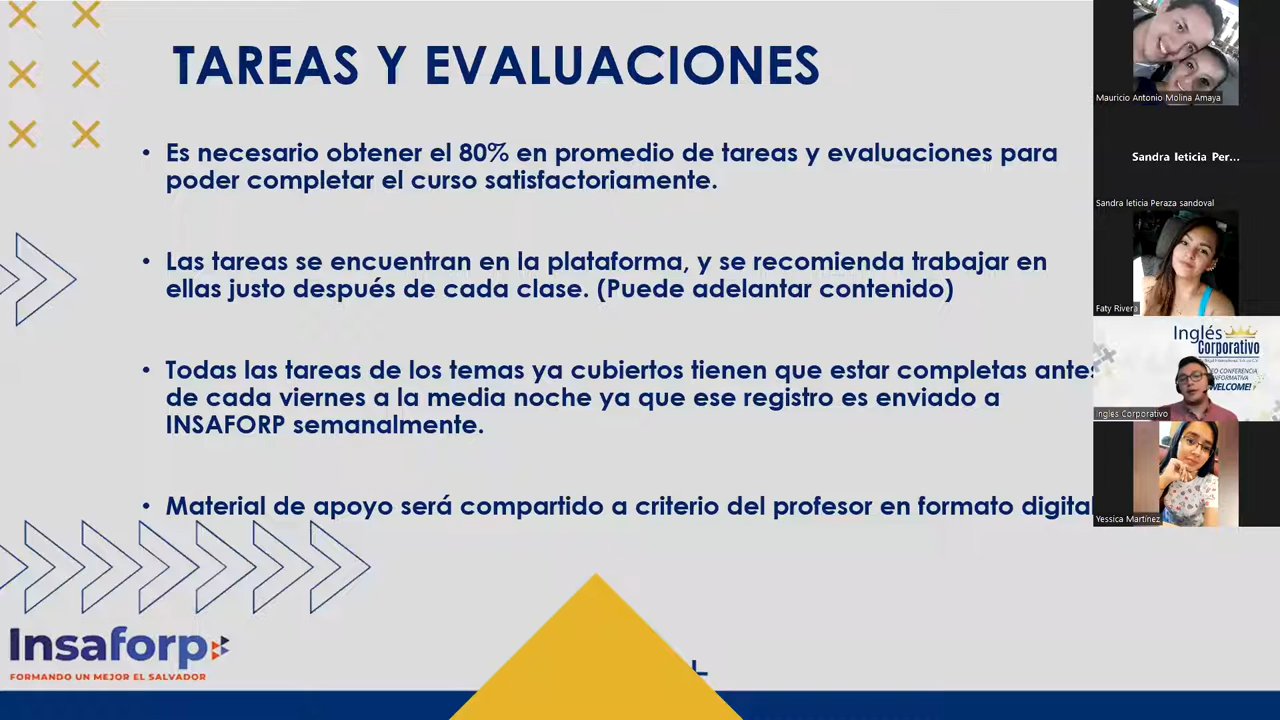 TAREAS Y EVALUACIONES
• Es necesario obtener el 80% en promedio de tareas y evaluaciones para
poder completar el curso satisfactoriamente.
• Las tareas se encuentran en la plataforma, y se recomienda trabajar en
ellas justo después de cada clase. (Puede adelantar contenido)
• Todas las tareas de los temas ya cubiertos tienen que estar completas antes
de cada viernes a la media noche ya que ese registro es enviado a
INSAFORP semanalmente.
• Material de apoyo será compartido a criterio del profesor en formato digital
Insaforp
FORMANDO UN MEJOR EL SALVADOR
Mauricio Antonio Molina Amaya
Sandra leticia Per...
Sandra leticia Peraza sandoval
Faty Rivera
Inglés
Corporativo
WELCOME!
Ingles Corporativo
Yessica Martínez